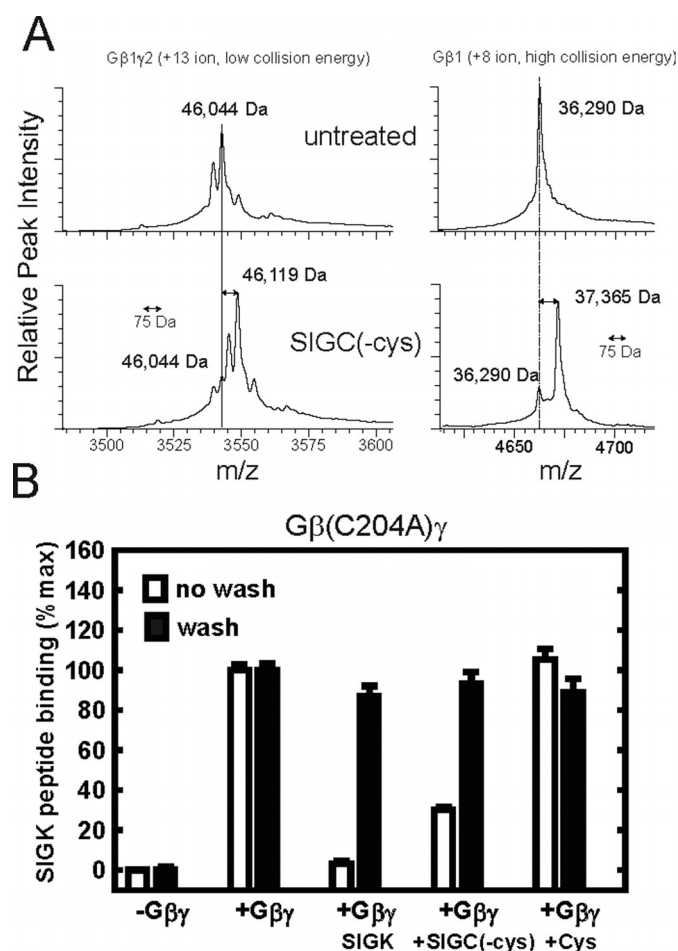 A
Gβ1γ2 (+13 ion, low collision energy)
Gβ1 (+8 ion, high collision energy)
Relative Peak Intensity
46,044 Da
untreated
36,290 Da
46,119 Da
75 Da
46,044 Da
SIGC(-cys)
37,365 Da
75 Da
36,290 Da
3500 3525 3550 3575 3600
4650 4700
m/z
m/z
B
Gβ(C204A)γ
SIGK peptide binding (% max)
160
140
120
100
80
60
40
20
0
no wash
wash
-Gβγ +Gβγ +Gβγ +Gβγ +Gβγ
SIGK +SIGC(-cys) +Cys